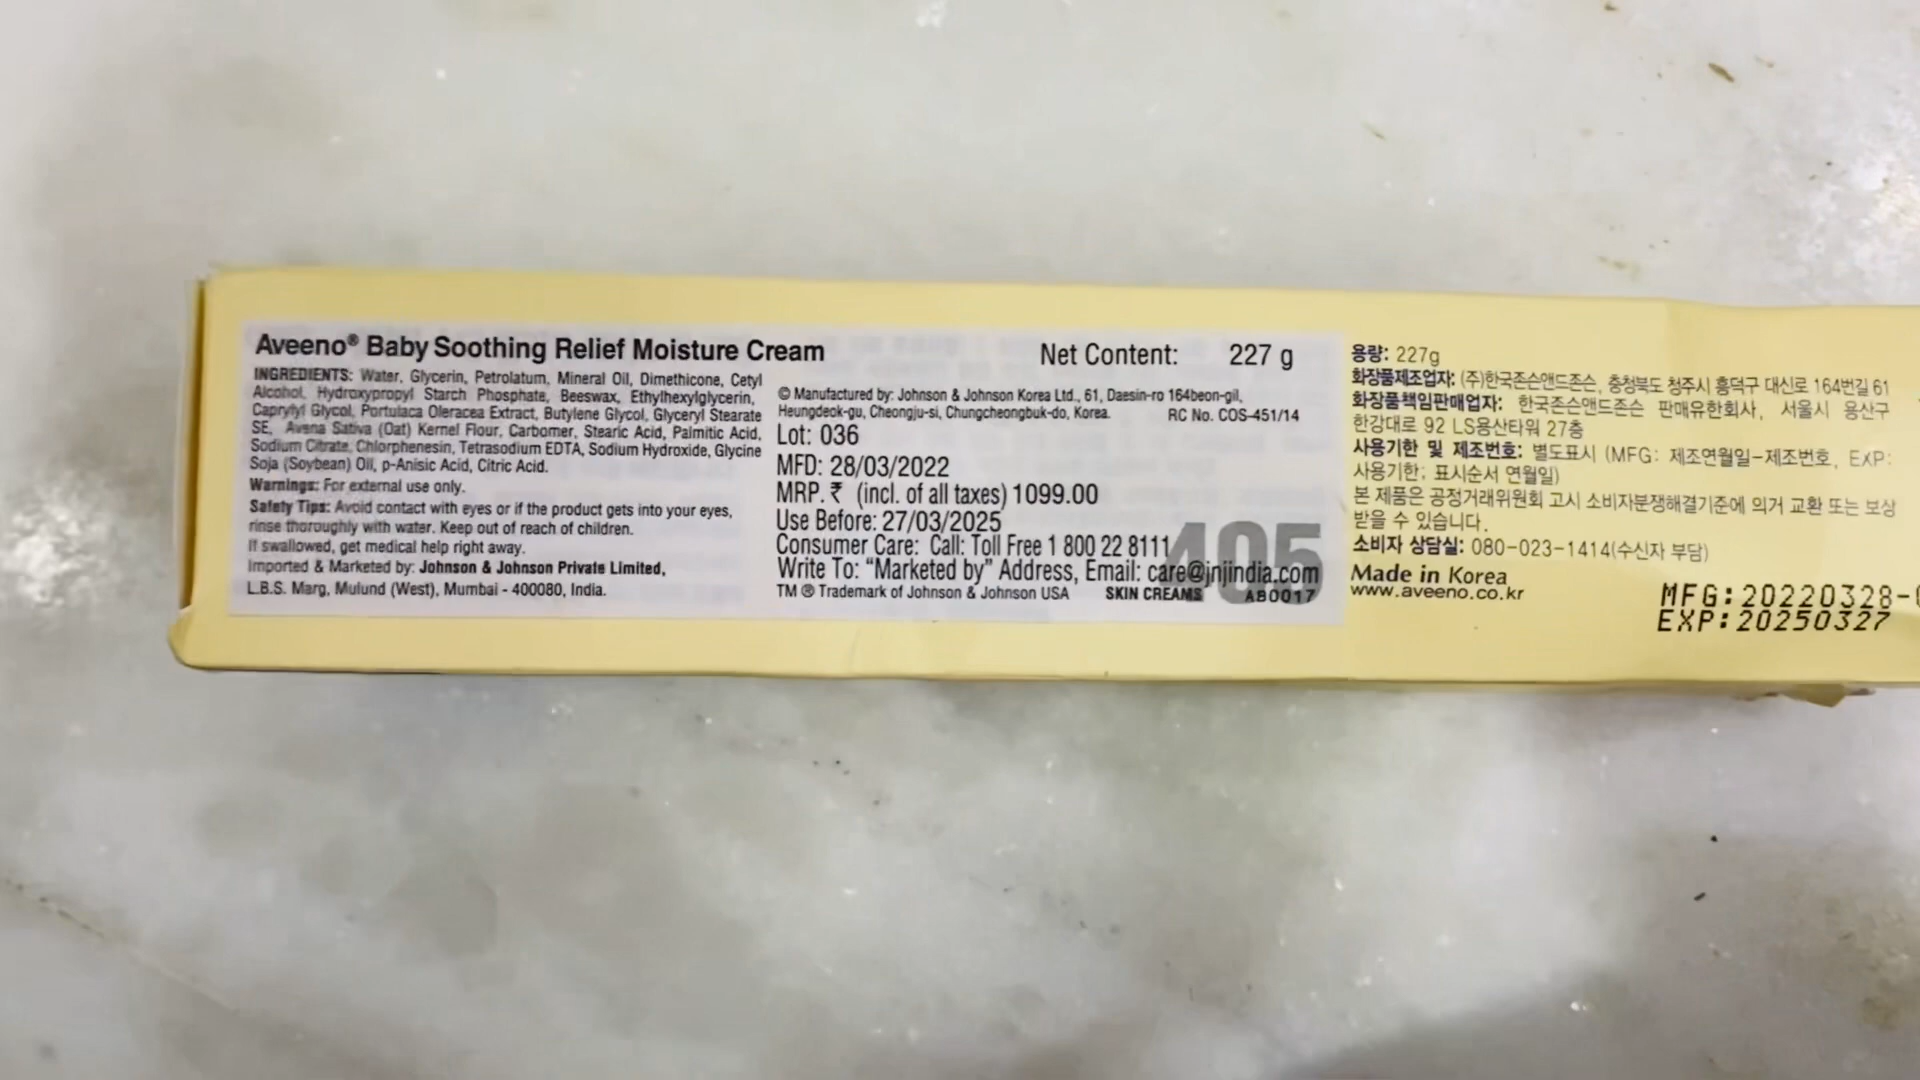 Aveeno® Baby Soothing Relief Moisture Cream
INGREDIENTS: Water, Glycerin, Petrolatum, Mineral Oil, Dimethicone, Cetyl
Alcohol, Hydroxypropyl Starch Phosphate, Beeswax, Ethylhexylglycerin,
Caprylyl Glycol, Portulaca Oleracea Extract, Butylene Glycol, Glyceryl Stearate
SE, Avena Sativa (Oat) Kernel Flour, Carbomer, Stearic Acid, Palmitic Acid,
Sodium Citrate, Chlorphenesin, Tetrasodium EDTA, Sodium Hydroxide, Glycine
Soja (Soybean) Oil, p-Anisic Acid, Citric Acid.
Warnings: For external use only.
Safety Tips: Avoid contact with eyes or if the product gets into your eyes,
rinse thoroughly with water. Keep out of reach of children.
If swallowed, get medical help right away.
Imported & Marketed by: Johnson & Johnson Private Limited,
L.B.S. Marg, Mulund (West), Mumbai - 400080, India.
Net Content: 227 g
© Manufactured by: Johnson & Johnson Korea Ltd., 61, Daesin-ro 164beon-gil,
Heungdeok-gu, Cheongju-si, Chungcheongbuk-do, Korea. RC No. COS-451/14
Lot: 036
MFD: 28/03/2022
MRP. ₹ (incl. of all taxes) 1099.00
Use Before: 27/03/2025
Consumer Care: Call: Toll Free 1 800 22 8111
Write To: “Marketed by” Address, Email: care@jnjindia.com
TM ® Trademark of Johnson & Johnson USA SKIN CREAMS AB0017
405
용량: 227g
화장품제조업자: (주)한국존슨앤드존슨, 충청북도 청주시 흥덕구 대신로 164번길 61
화장품책임판매업자: 한국존슨앤드존슨 판매유한회사, 서울시 용산구
한강대로 92 LS용산타워 27층
사용기한 및 제조번호: 별도표시 (MFG: 제조연월일-제조번호, EXP:
사용기한; 표시순서 연월일)
본 제품은 공정거래위원회 고시 소비자분쟁해결기준에 의거 교환 또는 보상
받을 수 있습니다.
소비자 상담실: 080-023-1414(수신자 부담)
Made in Korea
www.aveeno.co.kr
MFG:20220328-
EXP:20250327